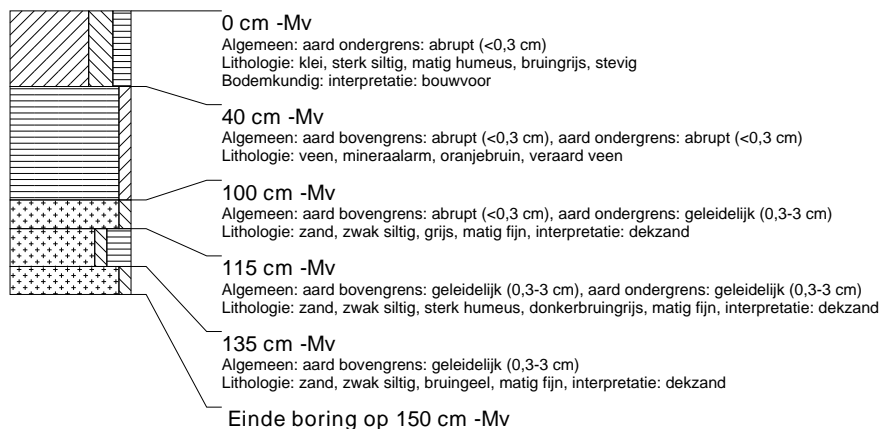 0 cm -Mv
Algemeen: aard ondergrens: abrupt (<0,3 cm)
Lithologie: klei, sterk siltig, matig humeus, bruingrijs, stevig
Bodemkundig: interpretatie: bouwvoor
40 cm -Mv
Algemeen: aard bovengrens: abrupt (<0,3 cm), aard ondergrens: abrupt (<0,3 cm)
Lithologie: veen, mineraalarm, oranjebruin, veraard veen
100 cm -Mv
Algemeen: aard bovengrens: abrupt (<0,3 cm), aard ondergrens: geleidelijk (0,3-3 cm)
Lithologie: zand, zwak siltig, grijs, matig fijn, interpretatie: dekzand
115 cm -Mv
Algemeen: aard bovengrens: geleidelijk (0,3-3 cm), aard ondergrens: geleidelijk (0,3-3 cm)
Lithologie: zand, zwak siltig, sterk humeus, donkerbruingrijs, matig fijn, interpretatie: dekzand
135 cm -Mv
Algemeen: aard bovengrens: geleidelijk (0,3-3 cm)
Lithologie: zand, zwak siltig, bruingeel, matig fijn, interpretatie: dekzand
Einde boring op 150 cm -Mv